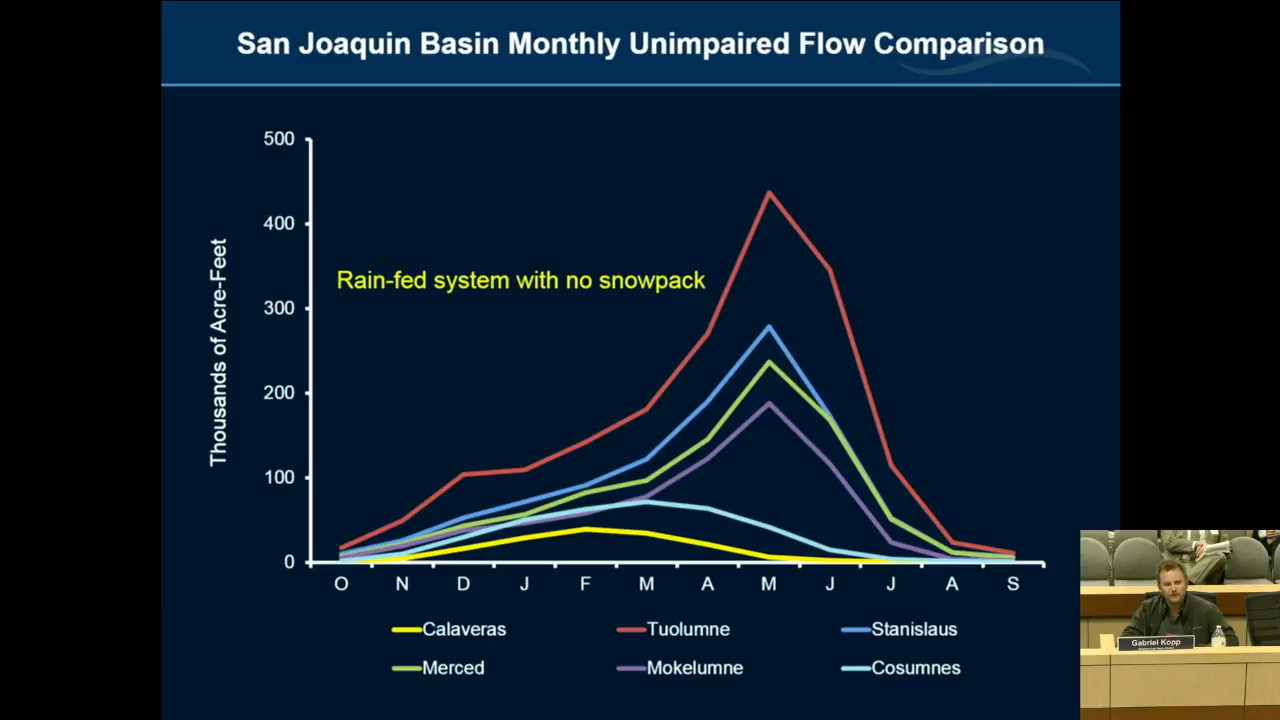 San Joaquin Basin Monthly Unimpaired Flow Comparison
Thousands of Acre-Feet
500
400
300
200
100
0
Rain-fed system with no snowpack
O N D J F M A M J J A S
Calaveras Tuolumne Stanislaus
Merced Mokelumne Cosumnes
Gabriel Kopp